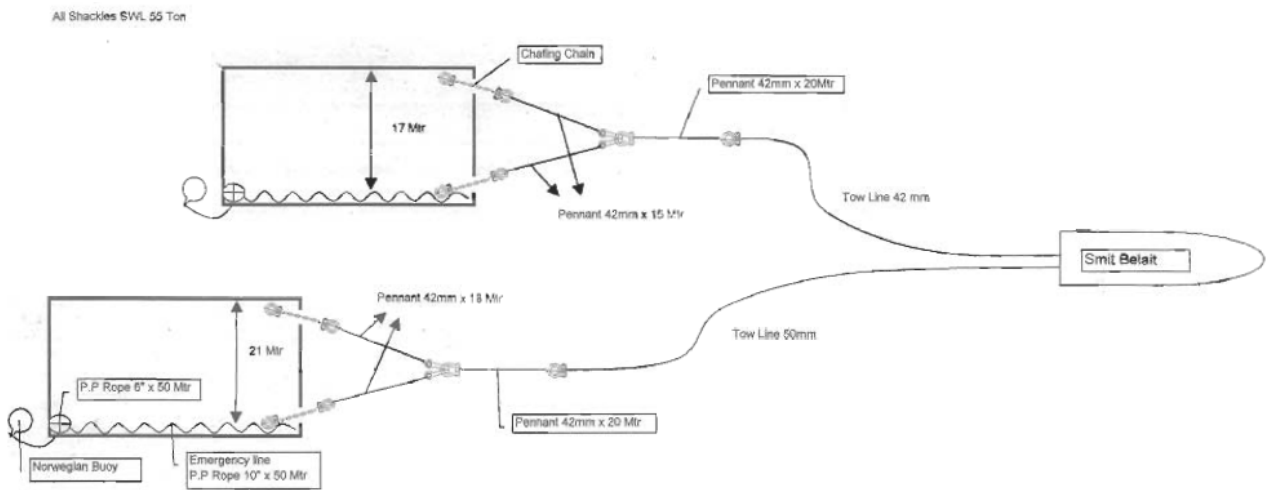 All Shackles SWL 55 Ton
Chafing Chain
Pennant 42mm x 20Mtr
17 Mtr
Pennant 42mm x 15 Mtr
Tow Line 42 mm
Smit Belait
Pennant 42mm x 18 Mtr
Tow Line 50mm
21 Mtr
P.P Rope 6" x 50 Mtr
Pennant 42mm x 20 Mtr
Norwegian Buoy
Emergency line
P.P Rope 10" x 50 Mtr